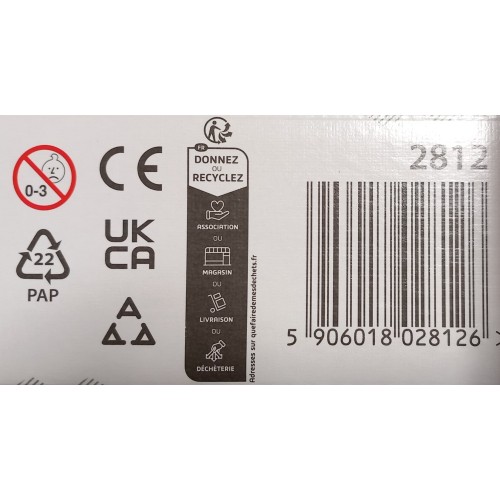 0-3
CE
UK
CA
22
PAP
A
FR
DONNEZ
OU
RECYCLEZ
ASSOCIATION
OU
MAGASIN
OU
LIVRAISON
OU
DÉCHÈTERIE
Adresses sur quefairedemesdechets.fr
2812
5 906018 028126 >